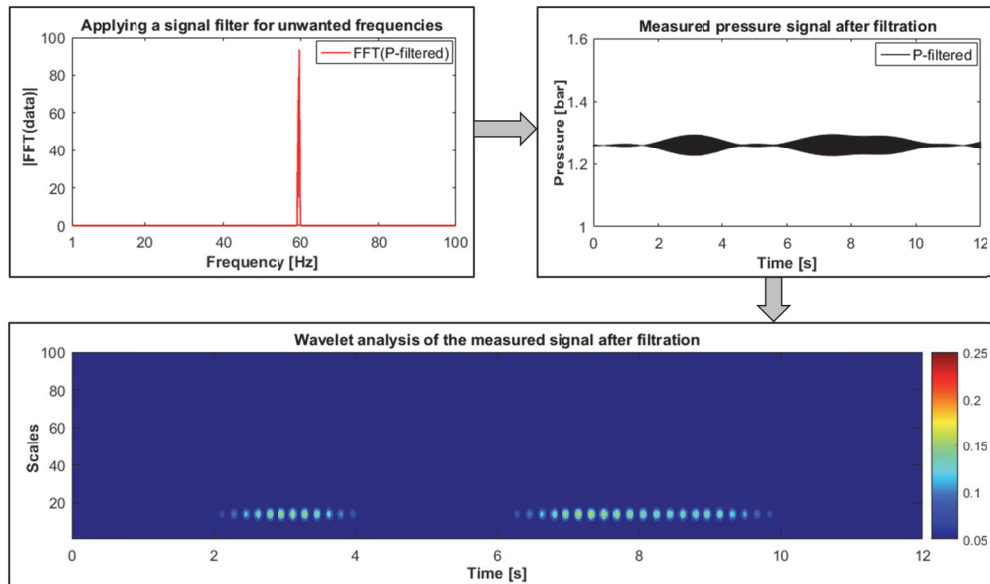 Applying a signal filter for unwanted frequencies
FFT(P-filtered)
|FFT(data)|
100
80
60
40
20
0
1 20 40 60 80 100
Frequency [Hz]
Measured pressure signal after filtration
P-filtered
Pressure [bar]
1.6
1.4
1.2
1
0 2 4 6 8 10 12
Time [s]
Wavelet analysis of the measured signal after filtration
Scales
100
80
60
40
20
0 2 4 6 8 10 12
Time [s]
0.25
0.2
0.15
0.1
0.05